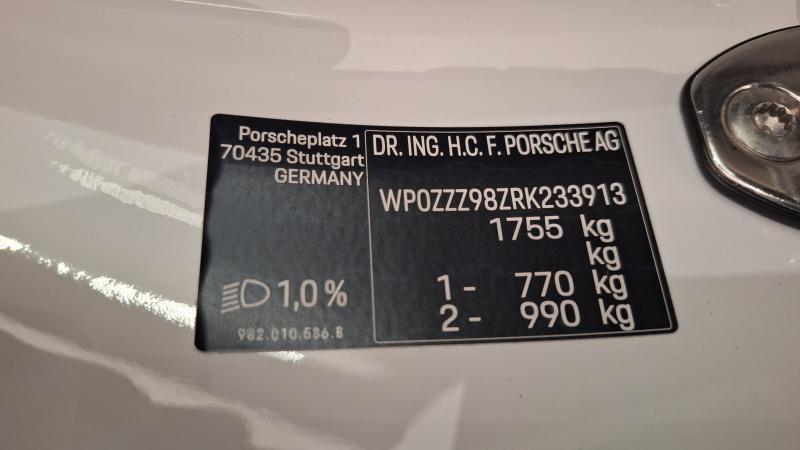 Porscheplatz 1
70435 Stuttgart
GERMANY
1,0 %
982.010.686.B
DR. ING. H.C. F. PORSCHE AG
WP0ZZZ98ZRK233913
1755 kg
kg
1 - 770 kg
2 - 990 kg